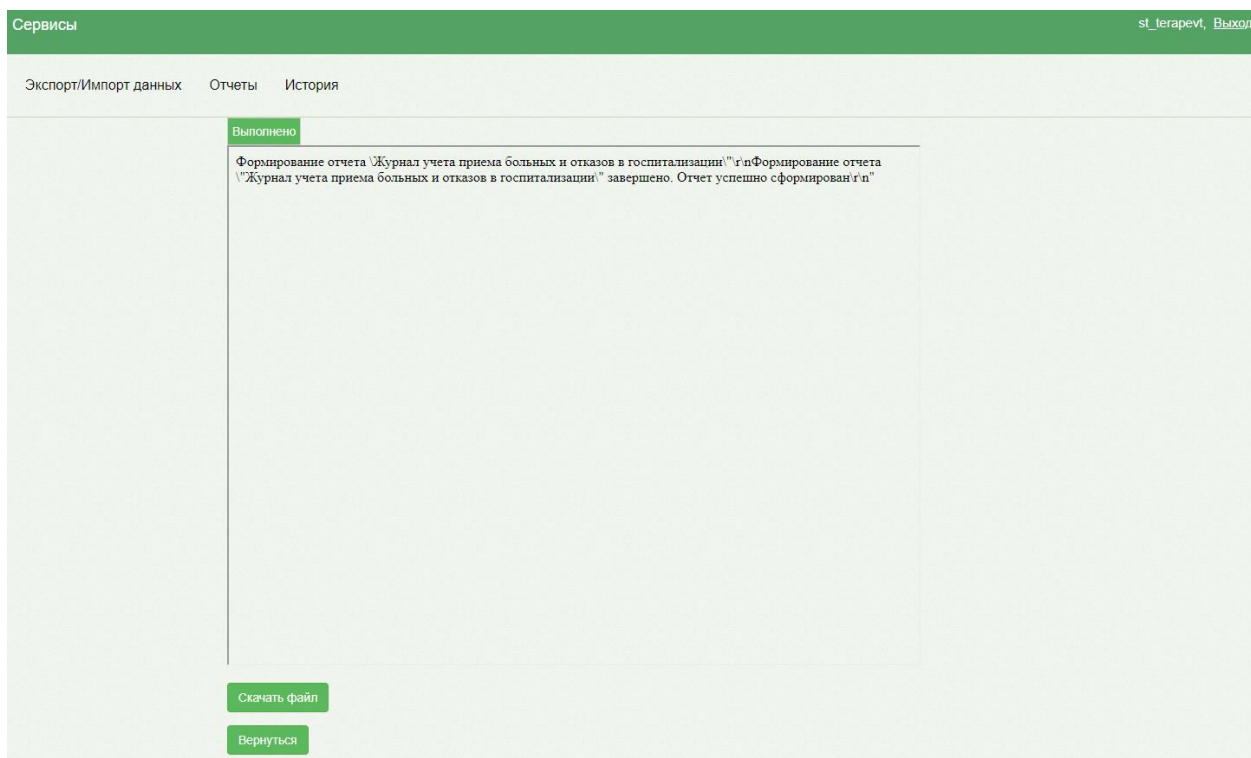 Сервисы
st_terapevt, Выход
Экспорт/Импорт данных Отчеты История
Выполнено
Формирование отчета \Журнал учета приема больных и отказов в госпитализации\"\r\nФормирование отчета
\"Журнал учета приема больных и отказов в госпитализации\" завершено. Отчет успешно сформирован\r\n"
Скачать файл
Вернуться